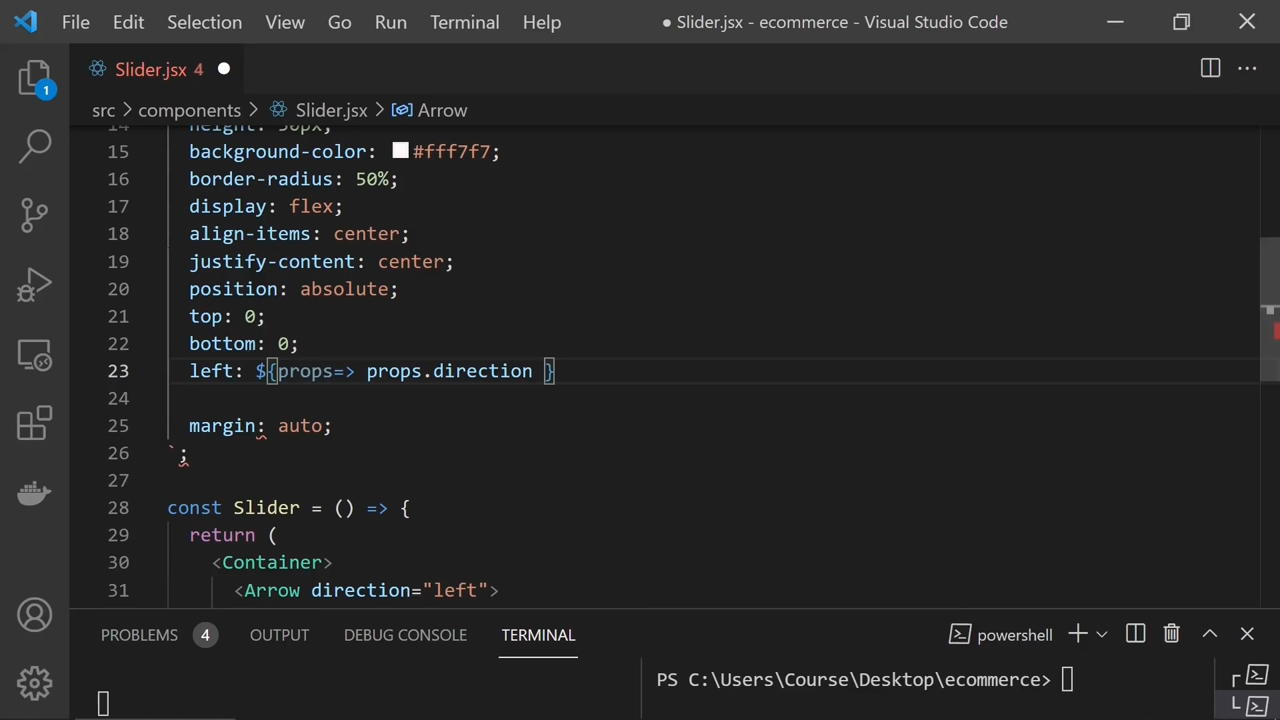 File Edit Selection View Go Run Terminal Help ● Slider.jsx - ecommerce - Visual Studio Code
Slider.jsx 4
1
src > components > Slider.jsx > Arrow
14 height: 50px;
15 background-color: #fff7f7;
16 border-radius: 50%;
17 display: flex;
18 align-items: center;
19 justify-content: center;
20 position: absolute;
21 top: 0;
22 bottom: 0;
23 left: ${props=> props.direction }
24
25 margin: auto;
26 `;
27
28 const Slider = () => {
29 return (
30 <Container>
31 <Arrow direction="left">
PROBLEMS 4 OUTPUT DEBUG CONSOLE TERMINAL powershell
PS C:\Users\Course\Desktop\ecommerce>